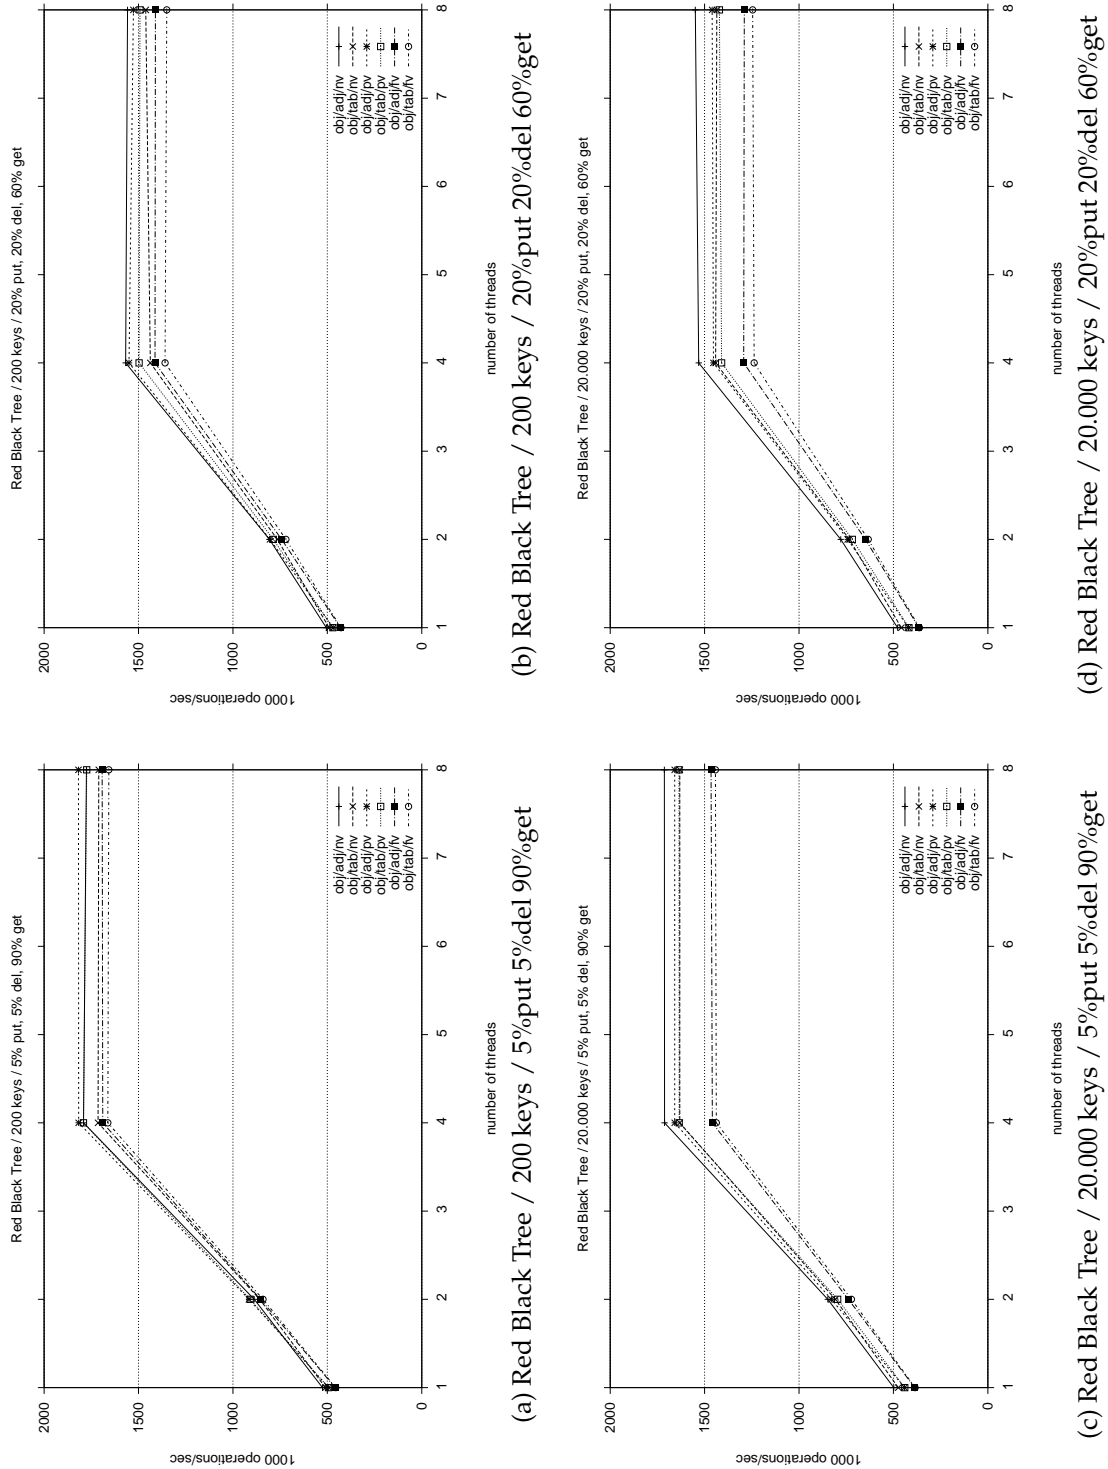 Red Black Tree / 200 keys / 5% put, 5% del, 90% get
1000 operations/sec
2000
1500
1000
500
0
1 2 3 4 5 6 7 8
number of threads
obj/adj/nv
obj/tab/nv
obj/adj/pv
obj/tab/pv
obj/adj/fv
obj/tab/fv
(a) Red Black Tree / 200 keys / 5%put 5%del 90%get
Red Black Tree / 200 keys / 20% put, 20% del, 60% get
1000 operations/sec
2000
1500
1000
500
0
1 2 3 4 5 6 7 8
number of threads
obj/adj/nv
obj/tab/nv
obj/adj/pv
obj/tab/pv
obj/adj/fv
obj/tab/fv
(b) Red Black Tree / 200 keys / 20%put 20%del 60%get
Red Black Tree / 20.000 keys / 5% put, 5% del, 90% get
1000 operations/sec
2000
1500
1000
500
0
1 2 3 4 5 6 7 8
number of threads
obj/adj/nv
obj/tab/nv
obj/adj/pv
obj/tab/pv
obj/adj/fv
obj/tab/fv
(c) Red Black Tree / 20.000 keys / 5%put 5%del 90%get
Red Black Tree / 20.000 keys / 20% put, 20% del, 60% get
1000 operations/sec
2000
1500
1000
500
0
1 2 3 4 5 6 7 8
number of threads
obj/adj/nv
obj/tab/nv
obj/adj/pv
obj/tab/pv
obj/adj/fv
obj/tab/fv
(d) Red Black Tree / 20.000 keys / 20%put 20%del 60%get